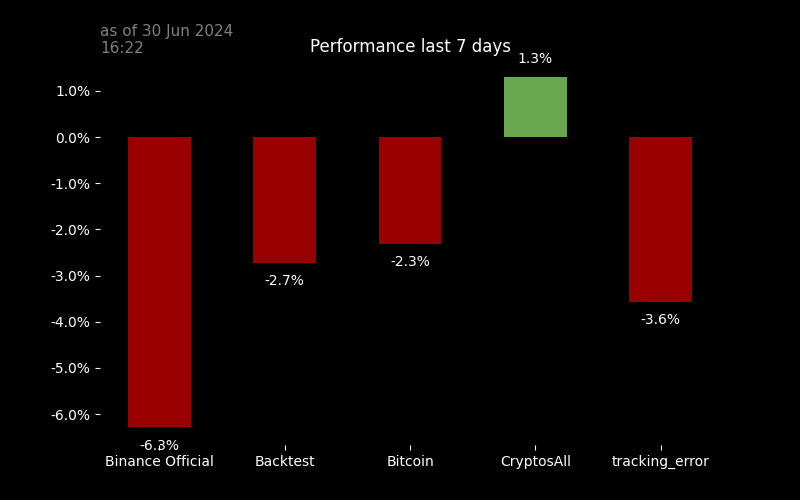 as of 30 Jun 2024
16:22
Performance last 7 days
1.3%
1.0%
0.0%
-1.0%
-2.0%
-2.3%
-2.7%
-3.0%
-3.6%
-4.0%
-5.0%
-6.0%
-6.3%
Binance Official
Backtest
Bitcoin
CryptosAll
tracking_error